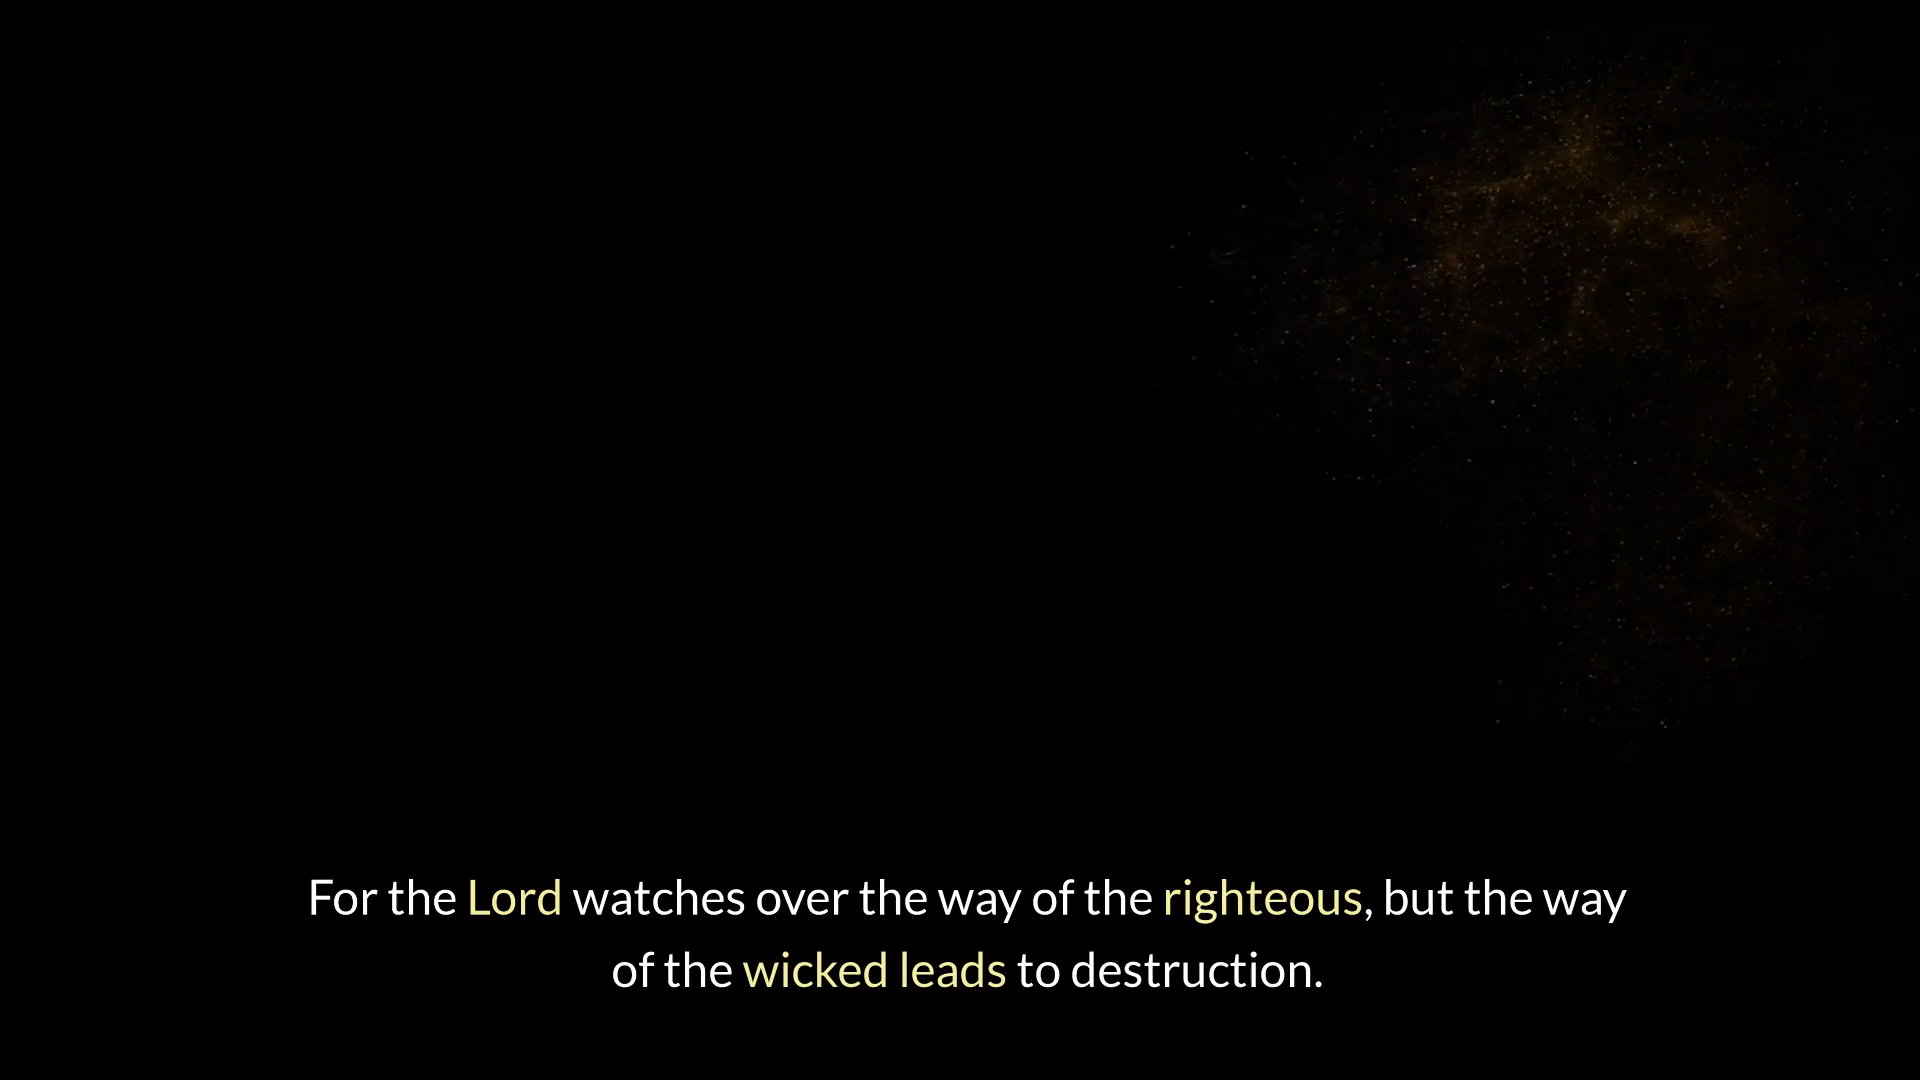 For the Lord watches over the way of the righteous, but the way
of the wicked leads to destruction.